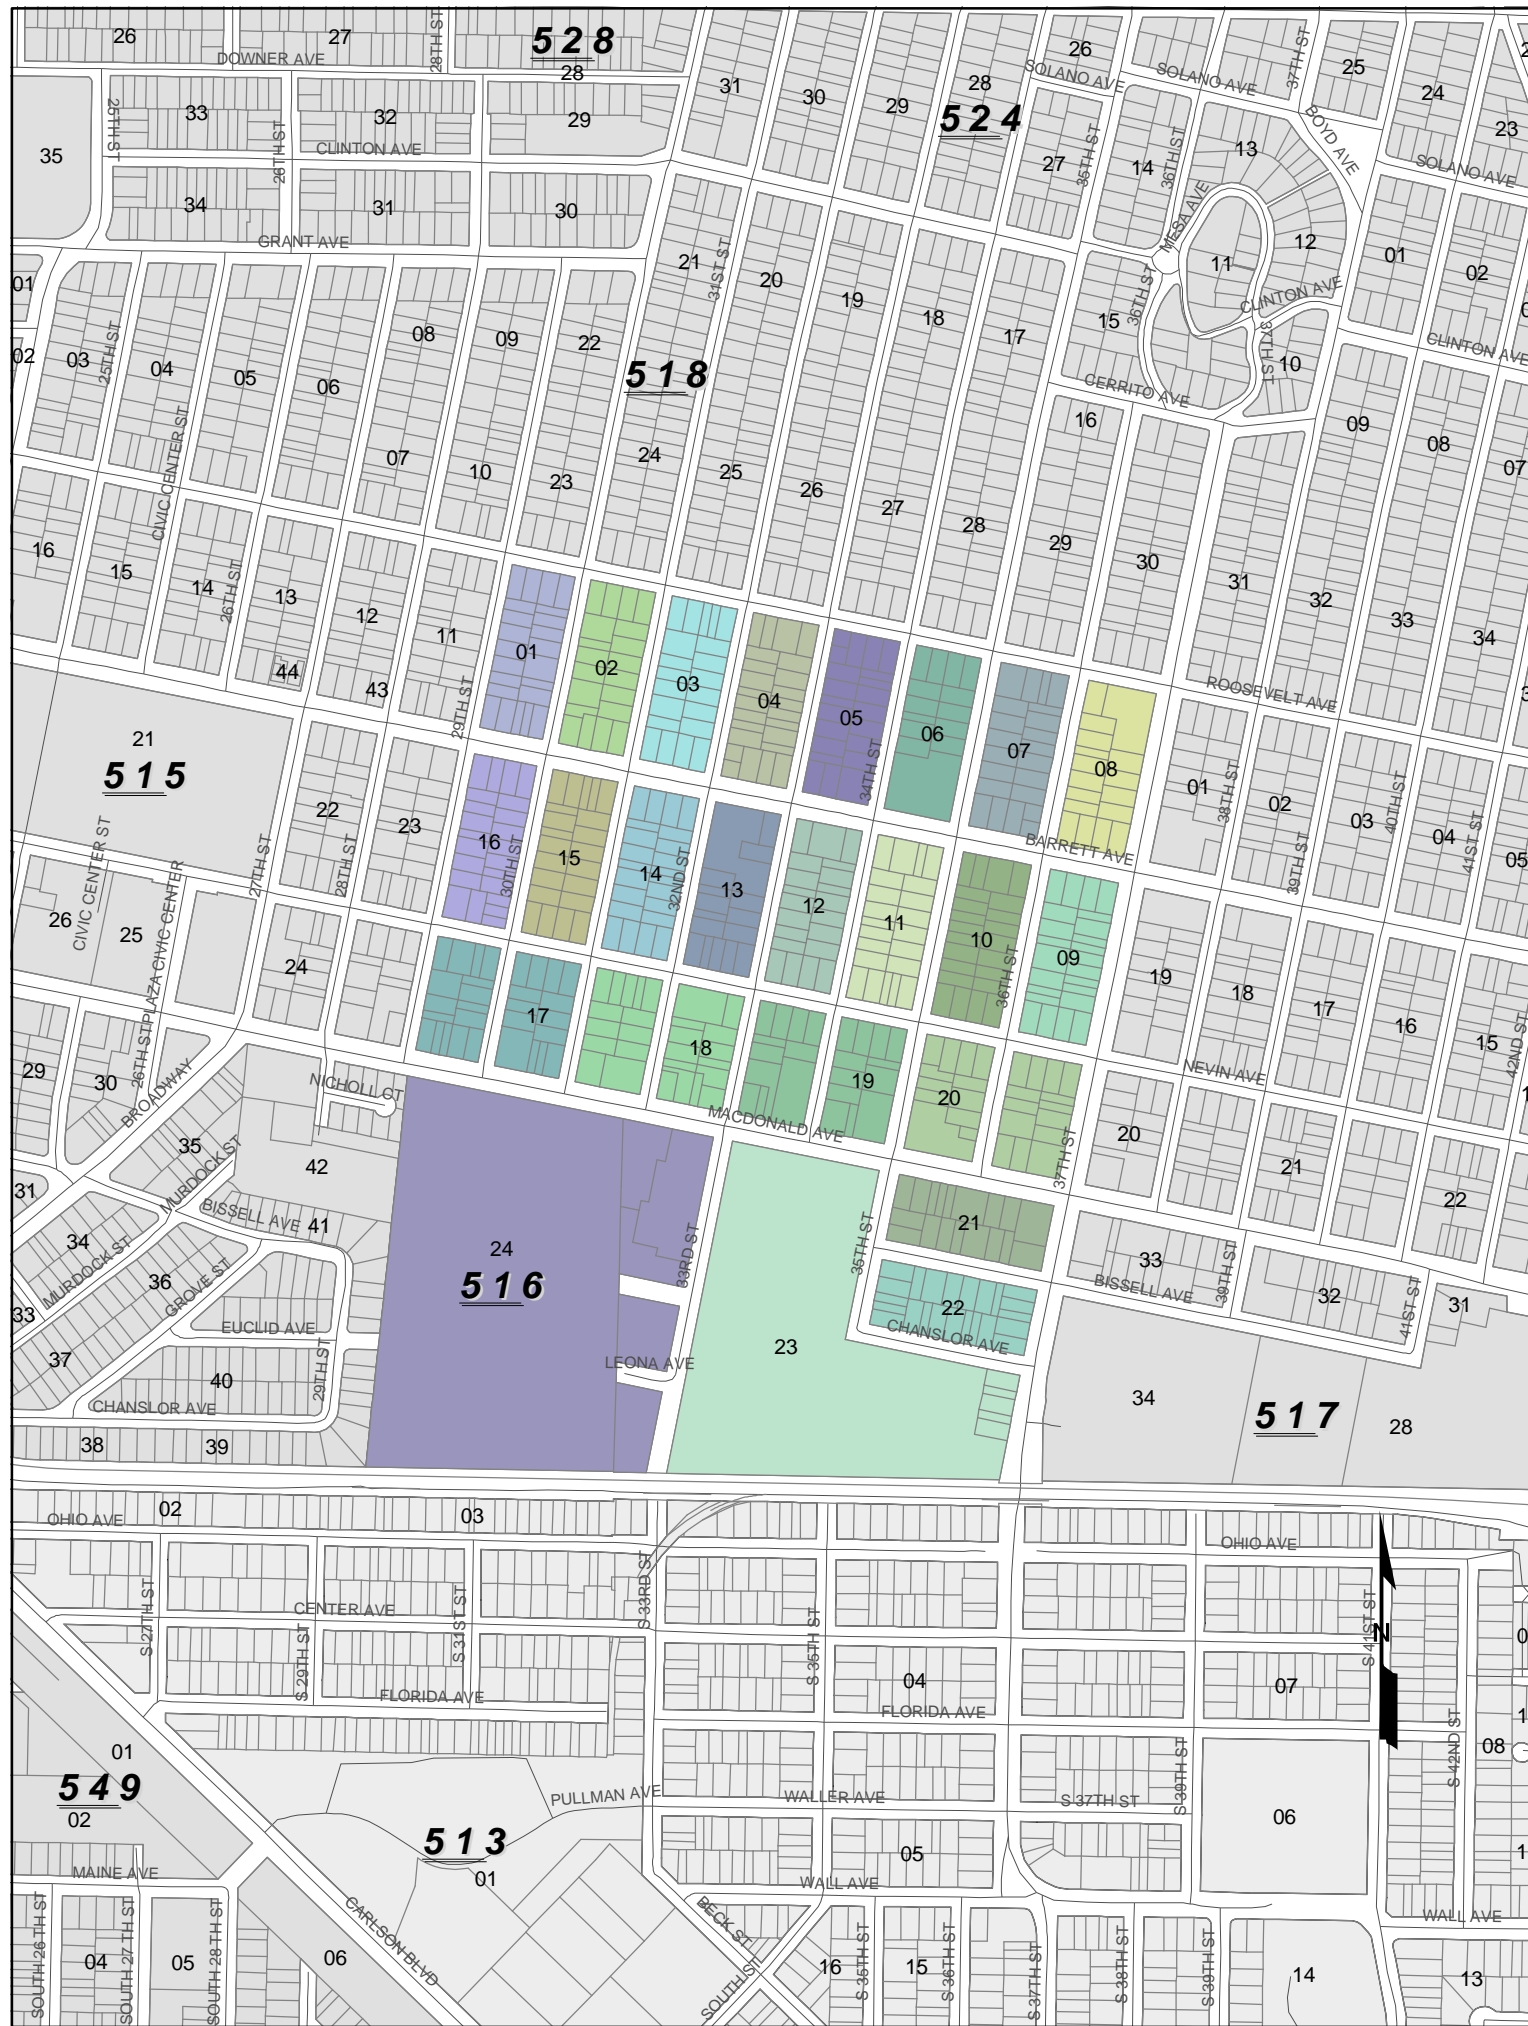 26
27
28TH ST
528
28
DOWNER AVE
31
30
29
28
524
26
SOLANO AVE
SOLANO AVE
37TH ST
25
24
23
BOYD AVE
SOLANO AVE
35
25TH ST
33
26TH ST
32
CLINTON AVE
29
34
31
30
GRANT AVE
27
35TH ST
14
36TH ST
13
MESA AVE
12
11
01
02
CLINTON AVE
CLINTON AVE
01
02
03
25TH ST
04
CIVIC CENTER ST
05
06
08
07
09
10
22
23
21
31ST ST
518
24
20
25
19
26
18
27
17
28
15
36TH ST
37TH ST
10
CERRITO AVE
16
29
30
09
08
07
31
32
33
34
16
15
14
26TH ST
13
44
12
43
11
29TH ST
01
02
03
04
05
34TH ST
06
07
08
ROOSEVELT AVE
01
38TH ST
02
39TH ST
03
40TH ST
04
41ST ST
05
21
515
27TH ST
22
28TH ST
23
16
30TH ST
15
14
32ND ST
13
12
11
10
36TH ST
09
BARRETT AVE
26
CIVIC CENTER ST
25
26TH ST PLAZA CIVIC CENTER
24
19
18
17
16
15
42ND ST
NEVIN AVE
29
30
BROADWAY
NICHOLL CT
17
18
19
20
37TH ST
MACDONALD AVE
20
21
22
31
35
MURDOCK ST
42
BISSELL AVE
41
34
MURDOCK ST
36
GROVE ST
33
37
EUCLID AVE
29TH ST
40
CHANSLOR AVE
38
39
24
516
33RD ST
LEONA AVE
23
35TH ST
21
22
CHANSLOR AVE
33
BISSELL AVE
39TH ST
32
41ST ST
31
34
517
28
02
03
OHIO AVE
OHIO AVE
S 27TH ST
CENTER AVE
S 29TH ST
S 31ST ST
S 33RD ST
S 35TH ST
S 41ST ST
N
FLORIDA AVE
04
FLORIDA AVE
07
S 42ND ST
08
01
549
02
PULLMAN AVE
WALLER AVE
S 37TH ST
S 39TH ST
06
513
01
05
WALL AVE
WALL AVE
MAINE AVE
SOUTH 26 TH ST
04
SOUTH 27 TH ST
05
SOUTH 28 TH ST
06
CARLSON BLVD
BECK ST
SOUTH ST
16
S 35TH ST
15
S 36TH ST
S 37TH ST
S 38TH ST
S 39TH ST
14
13